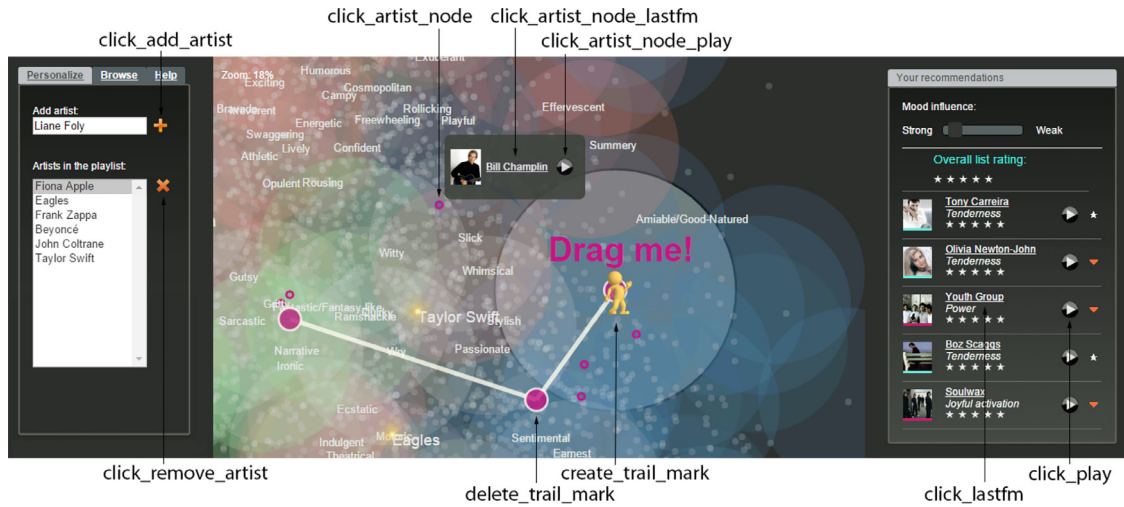 click_artist_node
click_artist_node_lastfm
click_add_artist
click_artist_node_play
Personalize Browse Help
Add artist:
Liane Foly
Artists in the playlist:
Fiona Apple
Eagles
Frank Zappa
Beyoncé
John Coltrane
Taylor Swift
Zoom: 18%
Exuberant
Humorous
Exciting
Cosmopolitan
Campy
Rollicking
Effervescent
Energetic
Freewheeling
Playful
Swaggering
Lively
Confident
Summery
Athletic
Bill Champlin
Opulent
Rousing
Amiable/Good-Natured
Slick
Drag me!
Witty
Whimsical
Gutsy
Sarcastic
Ramshackle
Taylor Swift
Stylish
Narrative
Wry
Passionate
Ironic
Ecstatic
Indulgent
Eagles
Sentimental
Theatrical
Earnest
Your recommendations
Mood influence:
Strong Weak
Overall list rating:
Tony Carreira
Tenderness
Olivia Newton-John
Tenderness
Youth Group
Power
Boz Scaggs
Tenderness
Soulwax
Joyful activation
click_remove_artist
delete_trail_mark
create_trail_mark
click_lastfm
click_play